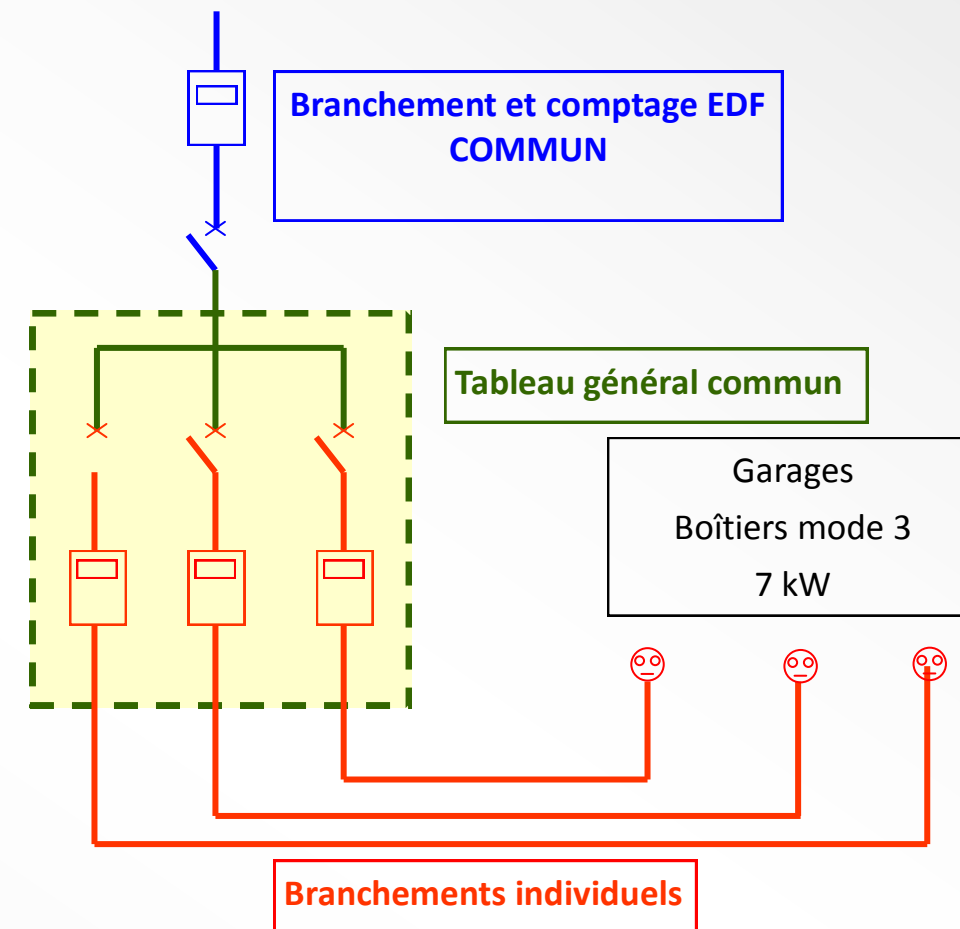 Branchement et comptage EDF
COMMUN
Tableau général commun
Garages
Boîtiers mode 3
7 kW
Branchements individuels